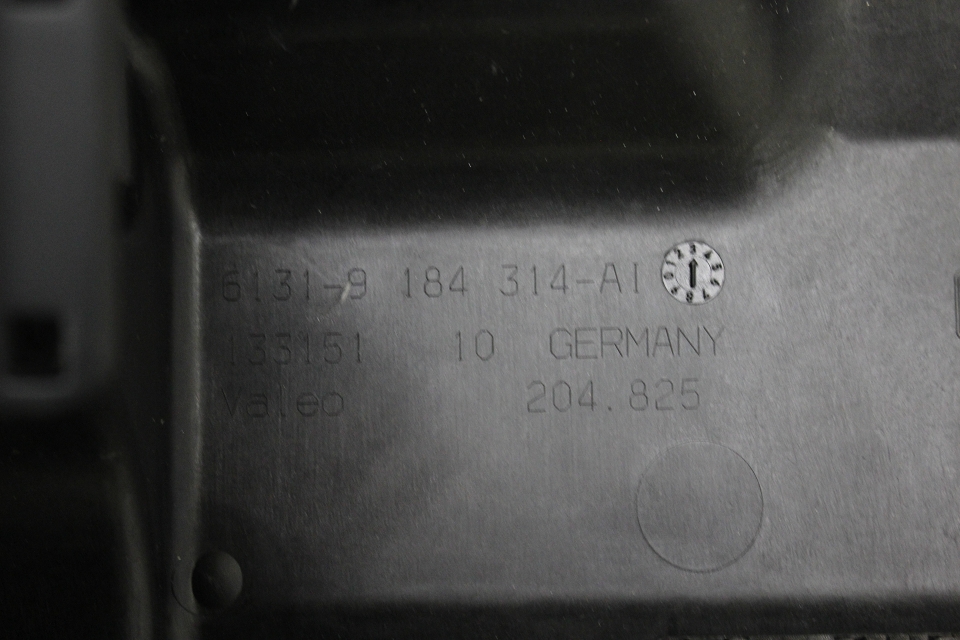 6131-9 184 314-AI
133151 10 GERMANY
Valeo 204.825